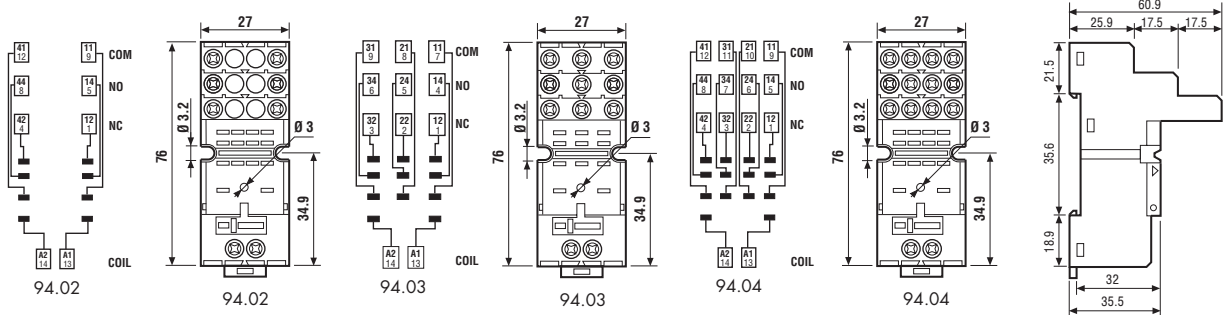 41 11 COM
12 9
44 14 NO
8 5
42 12 NC
4 1
A2 A1
14 13
COIL
94.02
27
76
Ø 3.2
Ø 3
34.9
94.02
31 21 11 COM
9 8 7
34 24 14 NO
6 5 4
32 22 12 NC
3 2 1
A2 A1
14 13
COIL
94.03
27
76
Ø 3.2
Ø 3
34.9
94.03
41 31 21 11 COM
12 11 10 9
44 34 24 14 NO
8 7 6 5
42 32 22 12 NC
4 3 2 1
A2 A1
14 13
COIL
94.04
27
76
Ø 3.2
Ø 3
34.9
94.04
60.9
25.9 17.5 17.5
21.5
35.6
18.9
32
35.5